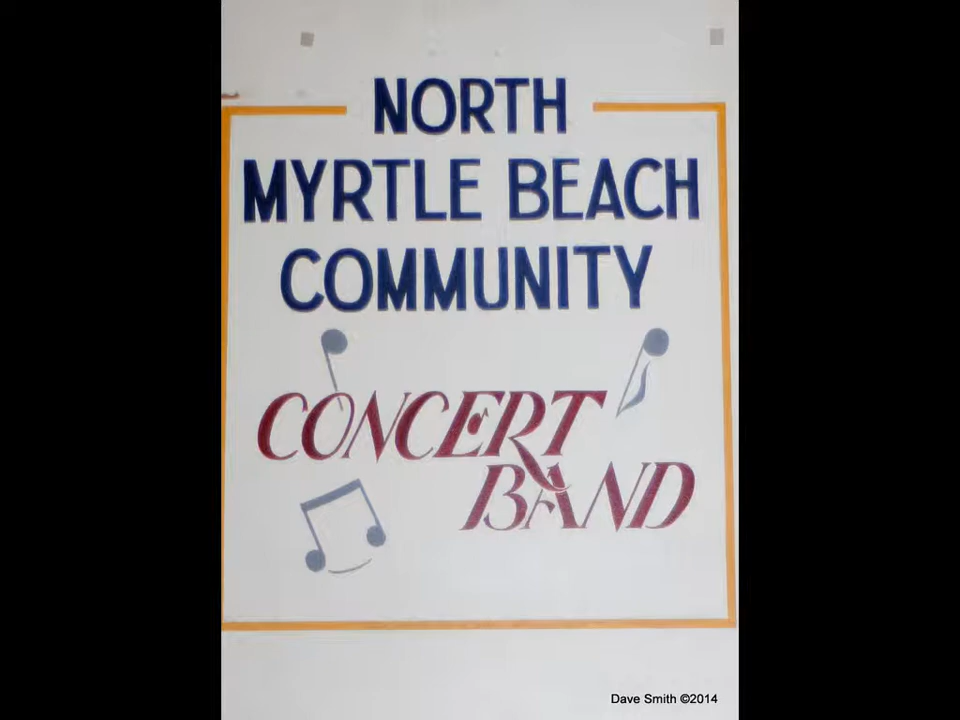 NORTH
MYRTLE BEACH
COMMUNITY
CONCERT
BAND
Dave Smith ©2014